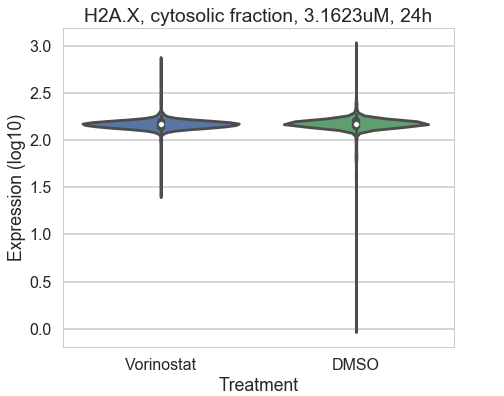 H2A.X, cytosolic fraction, 3.1623uM, 24h
Expression (log10)
3.0
2.5
2.0
1.5
1.0
0.5
0.0
Vorinostat DMSO
Treatment